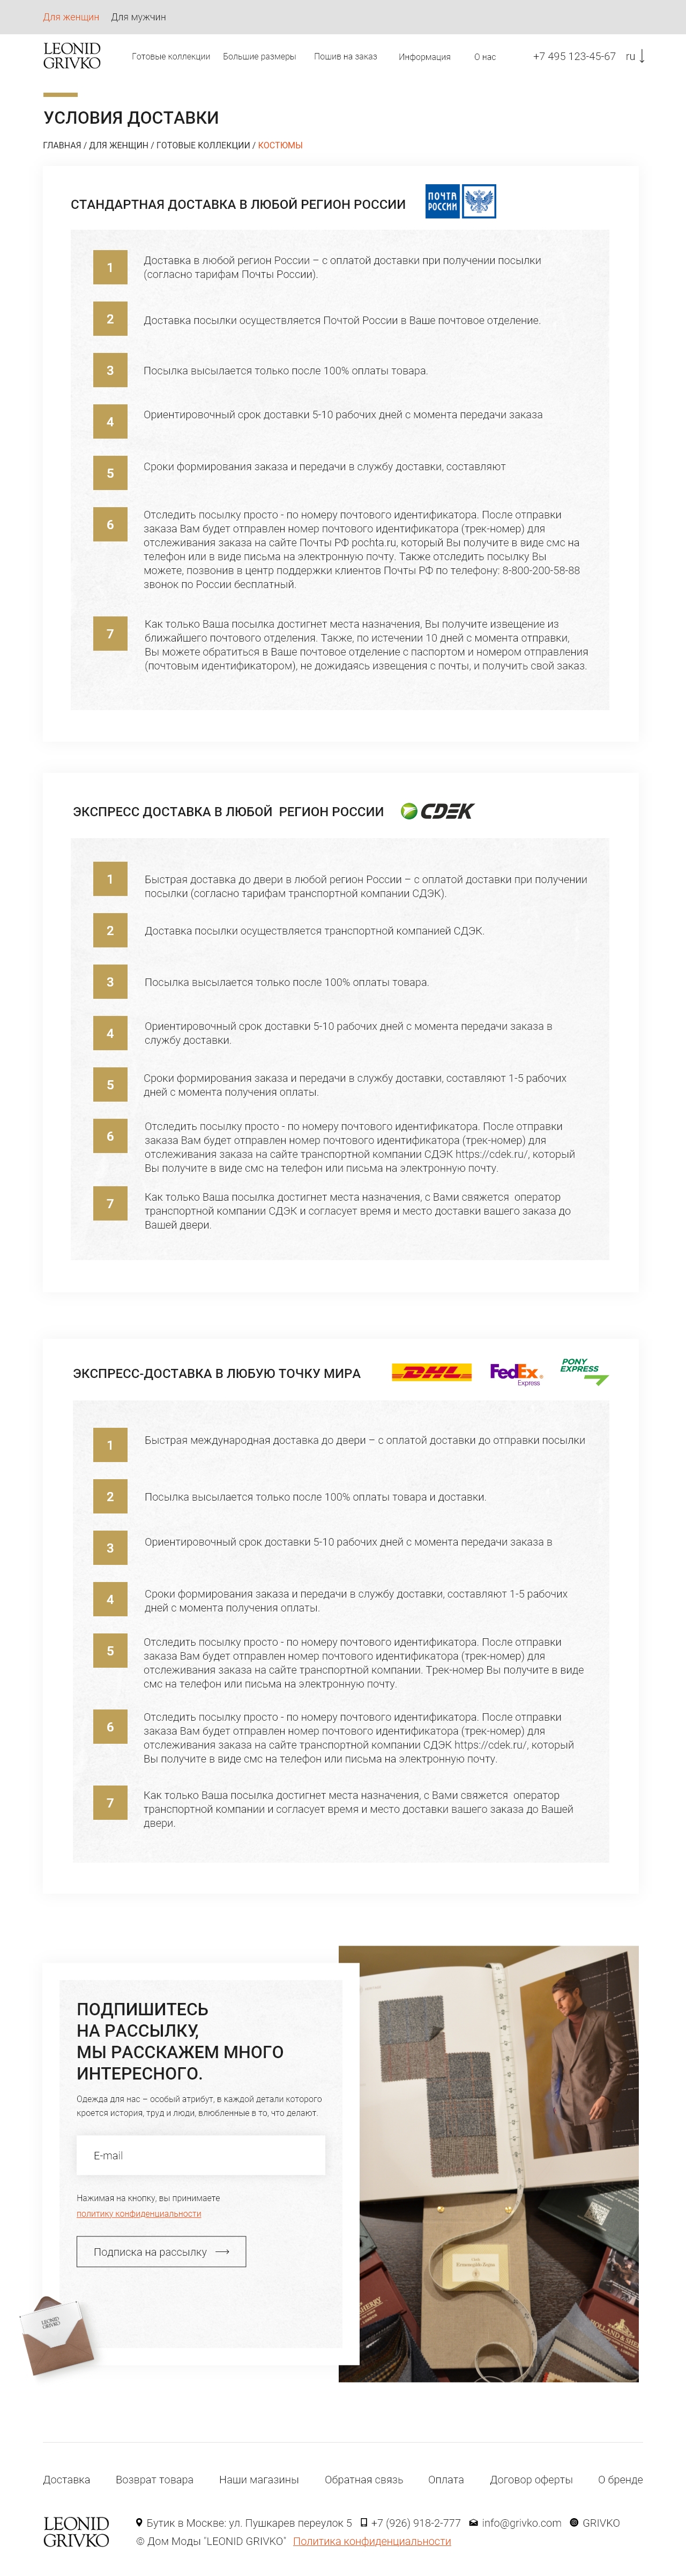 Для женщин Для мужчин
LEONID
GRIVKO
Готовые коллекции Большие размеры Пошив на заказ Информация О нас +7 495 123-45-67 ru
УСЛОВИЯ ДОСТАВКИ
ГЛАВНАЯ / ДЛЯ ЖЕНЩИН / ГОТОВЫЕ КОЛЛЕКЦИИ / КОСТЮМЫ
СТАНДАРТНАЯ ДОСТАВКА В ЛЮБОЙ РЕГИОН РОССИИ
ПОЧТА
РОССИИ
1
Доставка в любой регион России – с оплатой доставки при получении посылки
(согласно тарифам Почты России).
2
Доставка посылки осуществляется Почтой России в Ваше почтовое отделение.
3
Посылка высылается только после 100% оплаты товара.
4
Ориентировочный срок доставки 5-10 рабочих дней с момента передачи заказа
5
Сроки формирования заказа и передачи в службу доставки, составляют
6
Отследить посылку просто - по номеру почтового идентификатора. После отправки
заказа Вам будет отправлен номер почтового идентификатора (трек-номер) для
отслеживания заказа на сайте Почты РФ pochta.ru, который Вы получите в виде смс на
телефон или в виде письма на электронную почту. Также отследить посылку Вы
можете, позвонив в центр поддержки клиентов Почты РФ по телефону: 8-800-200-58-88
звонок по России бесплатный.
7
Как только Ваша посылка достигнет места назначения, Вы получите извещение из
ближайшего почтового отделения. Также, по истечении 10 дней с момента отправки,
Вы можете обратиться в Ваше почтовое отделение с паспортом и номером отправления
(почтовым идентификатором), не дожидаясь извещения с почты, и получить свой заказ.
ЭКСПРЕСС ДОСТАВКА В ЛЮБОЙ РЕГИОН РОССИИ
CDEK
1
Быстрая доставка до двери в любой регион России – с оплатой доставки при получении
посылки (согласно тарифам транспортной компании СДЭК).
2
Доставка посылки осуществляется транспортной компанией СДЭК.
3
Посылка высылается только после 100% оплаты товара.
4
Ориентировочный срок доставки 5-10 рабочих дней с момента передачи заказа в
службу доставки.
5
Сроки формирования заказа и передачи в службу доставки, составляют 1-5 рабочих
дней с момента получения оплаты.
6
Отследить посылку просто - по номеру почтового идентификатора. После отправки
заказа Вам будет отправлен номер почтового идентификатора (трек-номер) для
отслеживания заказа на сайте транспортной компании СДЭК https://cdek.ru/, который
Вы получите в виде смс на телефон или письма на электронную почту.
7
Как только Ваша посылка достигнет места назначения, с Вами свяжется оператор
транспортной компании СДЭК и согласует время и место доставки вашего заказа до
Вашей двери.
ЭКСПРЕСС-ДОСТАВКА В ЛЮБУЮ ТОЧКУ МИРА
DHL
FedEx
Express
PONY
EXPRESS
1
Быстрая международная доставка до двери – с оплатой доставки до отправки посылки
2
Посылка высылается только после 100% оплаты товара и доставки.
3
Ориентировочный срок доставки 5-10 рабочих дней с момента передачи заказа в
4
Сроки формирования заказа и передачи в службу доставки, составляют 1-5 рабочих
дней с момента получения оплаты.
5
Отследить посылку просто - по номеру почтового идентификатора. После отправки
заказа Вам будет отправлен номер почтового идентификатора (трек-номер) для
отслеживания заказа на сайте транспортной компании. Трек-номер Вы получите в виде
смс на телефон или письма на электронную почту.
6
Отследить посылку просто - по номеру почтового идентификатора. После отправки
заказа Вам будет отправлен номер почтового идентификатора (трек-номер) для
отслеживания заказа на сайте транспортной компании СДЭК https://cdek.ru/, который
Вы получите в виде смс на телефон или письма на электронную почту.
7
Как только Ваша посылка достигнет места назначения, с Вами свяжется оператор
транспортной компании и согласует время и место доставки вашего заказа до Вашей
двери.
ПОДПИШИТЕСЬ
НА РАССЫЛКУ,
МЫ РАССКАЖЕМ МНОГО
ИНТЕРЕСНОГО.
Одежда для нас – особый атрибут, в каждой детали которого
кроется история, труд и люди, влюбленные в то, что делают.
E-mail
Нажимая на кнопку, вы принимаете
политику конфиденциальности
Подписка на рассылку
LEONID
GRIVKO
Доставка Возврат товара Наши магазины Обратная связь Оплата Договор оферты О бренде
LEONID
GRIVKO
Бутик в Москве: ул. Пушкарев переулок 5 +7 (926) 918-2-777 info@grivko.com GRIVKO
© Дом Моды "LEONID GRIVKO" Политика конфиденциальности